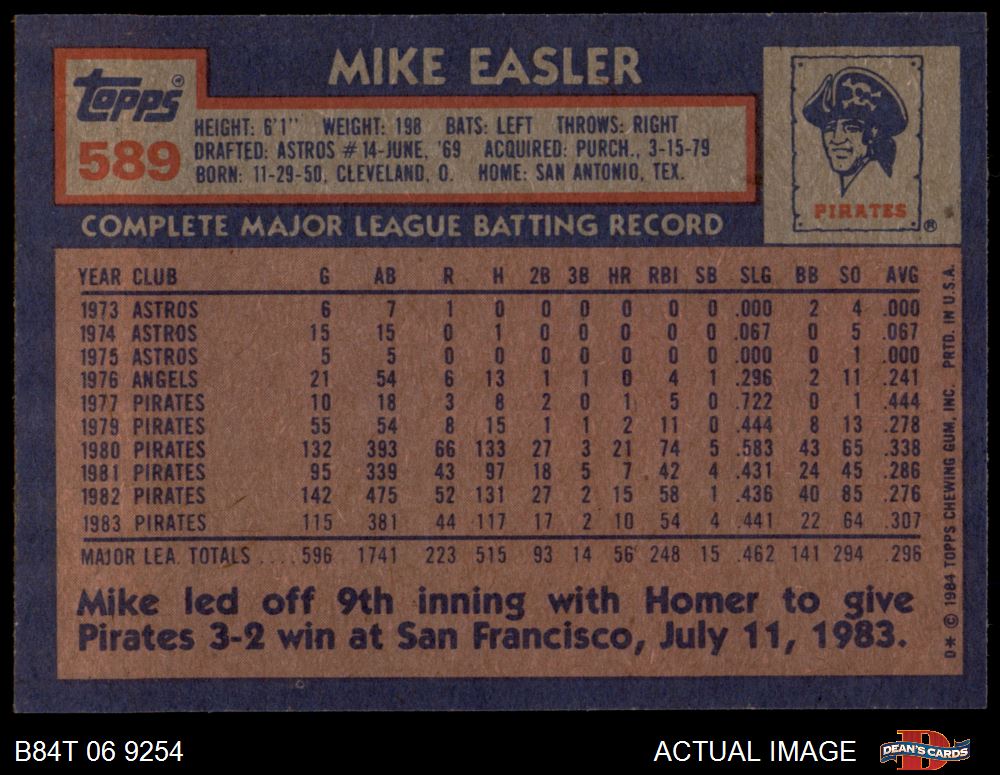 MIKE EASLER
Topps®
589
HEIGHT: 6'1" WEIGHT: 198 BATS: LEFT THROWS: RIGHT
DRAFTED: ASTROS #14-JUNE, '69 ACQUIRED: PURCH., 3-15-79
BORN: 11-29-50, CLEVELAND, O. HOME: SAN ANTONIO, TEX.
PIRATES ®
COMPLETE MAJOR LEAGUE BATTING RECORD
YEAR CLUB G AB R H 2B 3B HR RBI SB SLG BB SO AVG
1973 ASTROS 6 7 1 0 0 0 0 0 0 .000 2 4 .000
1974 ASTROS 15 15 0 1 0 0 0 0 0 .067 0 5 .067
1975 ASTROS 5 5 0 0 0 0 0 0 0 .000 0 1 .000
1976 ANGELS 21 54 6 13 1 1 0 4 1 .296 2 11 .241
1977 PIRATES 10 18 3 8 2 0 1 5 0 .722 0 1 .444
1979 PIRATES 55 54 8 15 1 1 2 11 0 .444 8 13 .278
1980 PIRATES 132 393 66 133 27 3 21 74 5 .583 43 65 .338
1981 PIRATES 95 339 43 97 18 5 7 42 4 .431 24 45 .286
1982 PIRATES 142 475 52 131 27 2 15 58 1 .436 40 85 .276
1983 PIRATES 115 381 44 117 17 2 10 54 4 .441 22 64 .307
MAJOR LEA. TOTALS .... 596 1741 223 515 93 14 56 248 15 .462 141 294 .296
Mike led off 9th inning with Homer to give
Pirates 3-2 win at San Francisco, July 11, 1983.
D* © 1984 TOPPS CHEWING GUM, INC. PRTD. IN U.S.A.
B84T 06 9254
ACTUAL IMAGE
D
DEAN'S CARDS